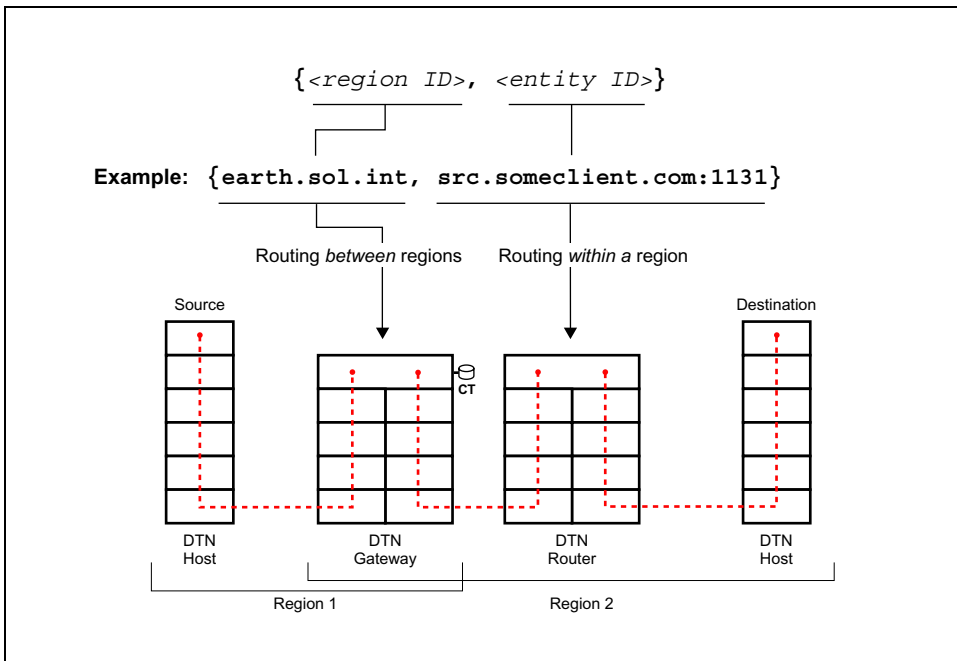 {<region ID>, <entity ID>}
Example: {earth.sol.int, src.someclient.com:1131}
Routing between regions
Routing within a region
Source
Destination
CT
DTN
Host
DTN
Gateway
DTN
Router
DTN
Host
Region 1
Region 2